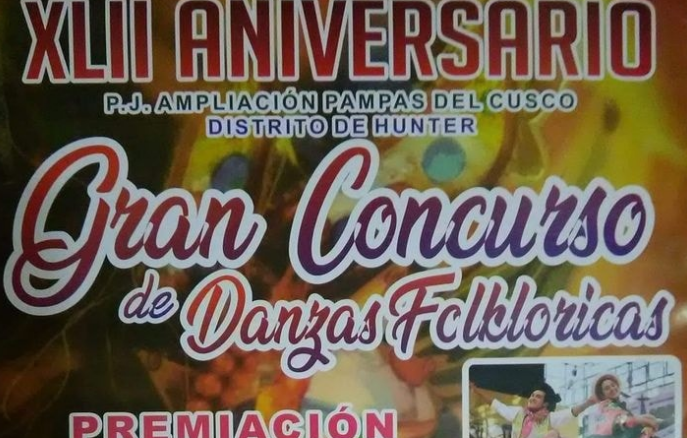 XLII ANIVERSARIO
P.J. AMPLIACIÓN PAMPAS DEL CUSCO
DISTRITO DE HUNTER
Gran Concurso
de Danzas Folkloricas
PREMIACIÓN